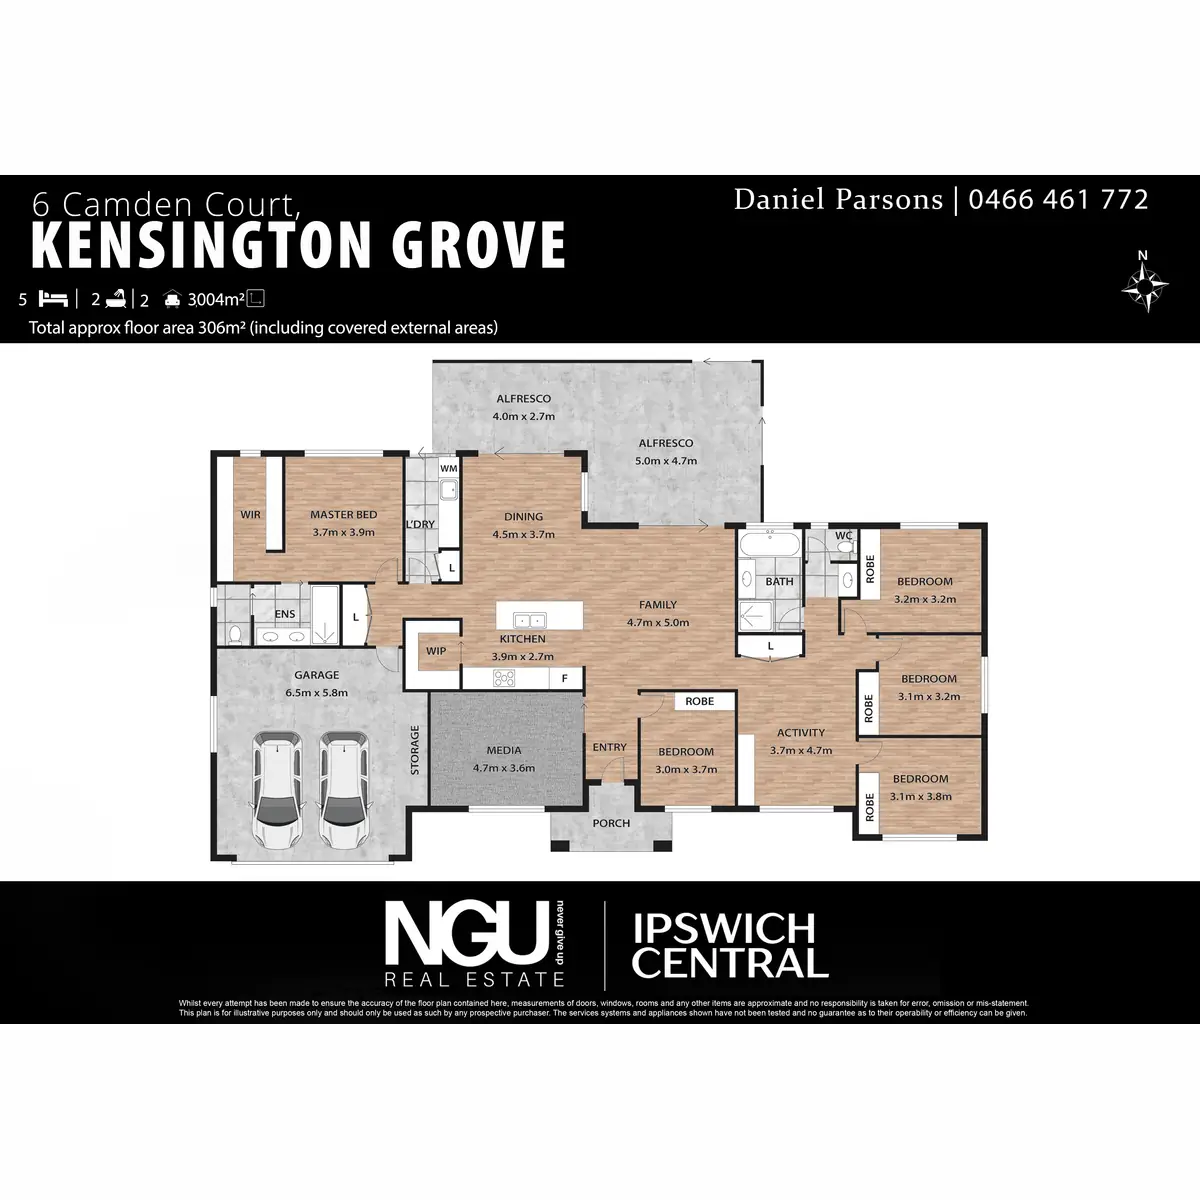 6 Camden Court,
KENSINGTON GROVE
5 2 2 3004m²
Total approx floor area 306m² (including covered external areas)
Daniel Parsons | 0466 461 772
N
ALFRESCO
4.0m x 2.7m
ALFRESCO
5.0m x 4.7m
WIR
MASTER BED
3.7m x 3.9m
L'DRY
WM
L
DINING
4.5m x 3.7m
BATH
WC
ROBE
BEDROOM
3.2m x 3.2m
ENS
L
WIP
KITCHEN
3.9m x 2.7m
F
FAMILY
4.7m x 5.0m
L
ROBE
BEDROOM
3.1m x 3.2m
GARAGE
6.5m x 5.8m
STORAGE
MEDIA
4.7m x 3.6m
ENTRY
ROBE
BEDROOM
3.0m x 3.7m
ACTIVITY
3.7m x 4.7m
ROBE
BEDROOM
3.1m x 3.8m
PORCH
NGU
never give up
REAL ESTATE
IPSWICH
CENTRAL
Whilst every attempt has been made to ensure the accuracy of the floor plan contained here, measurements of doors, windows, rooms and any other items are approximate and no responsibility is taken for error, omission or mis-statement.
This plan is for illustrative purposes only and should only be used as such by any prospective purchaser. The services systems and appliances shown have not been tested and no guarantee as to their operability or efficiency can be given.